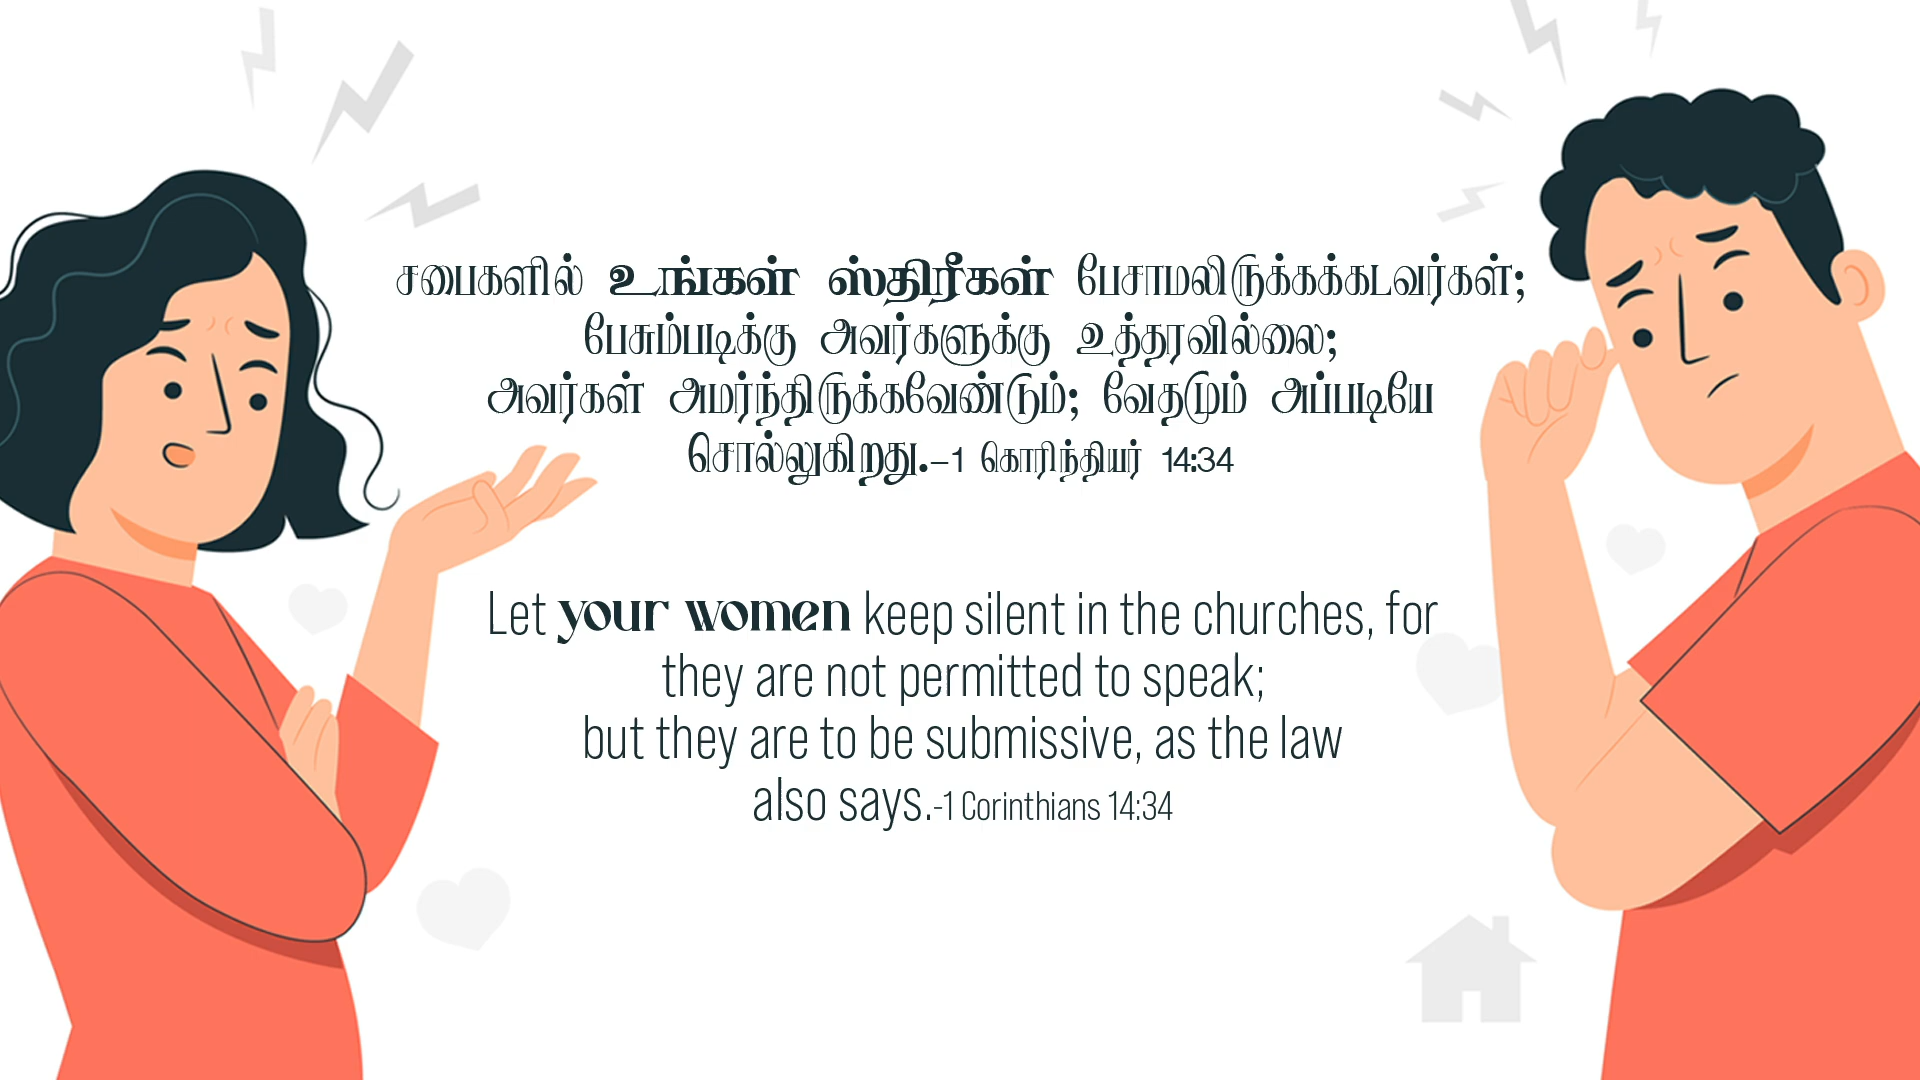 சபைகளில் உங்கள் ஸ்திரீகள் பேசாமலிருக்கக்கடவர்கள்;
பேசும்படிக்கு அவர்களுக்கு உத்தரவில்லை;
அவர்கள் அமர்ந்திருக்கவேண்டும்; வேதமும் அப்படியே
சொல்லுகிறது.-1 கொரிந்தியர் 14:34
Let your women keep silent in the churches, for
they are not permitted to speak;
but they are to be submissive, as the law
also says.-1 Corinthians 14:34